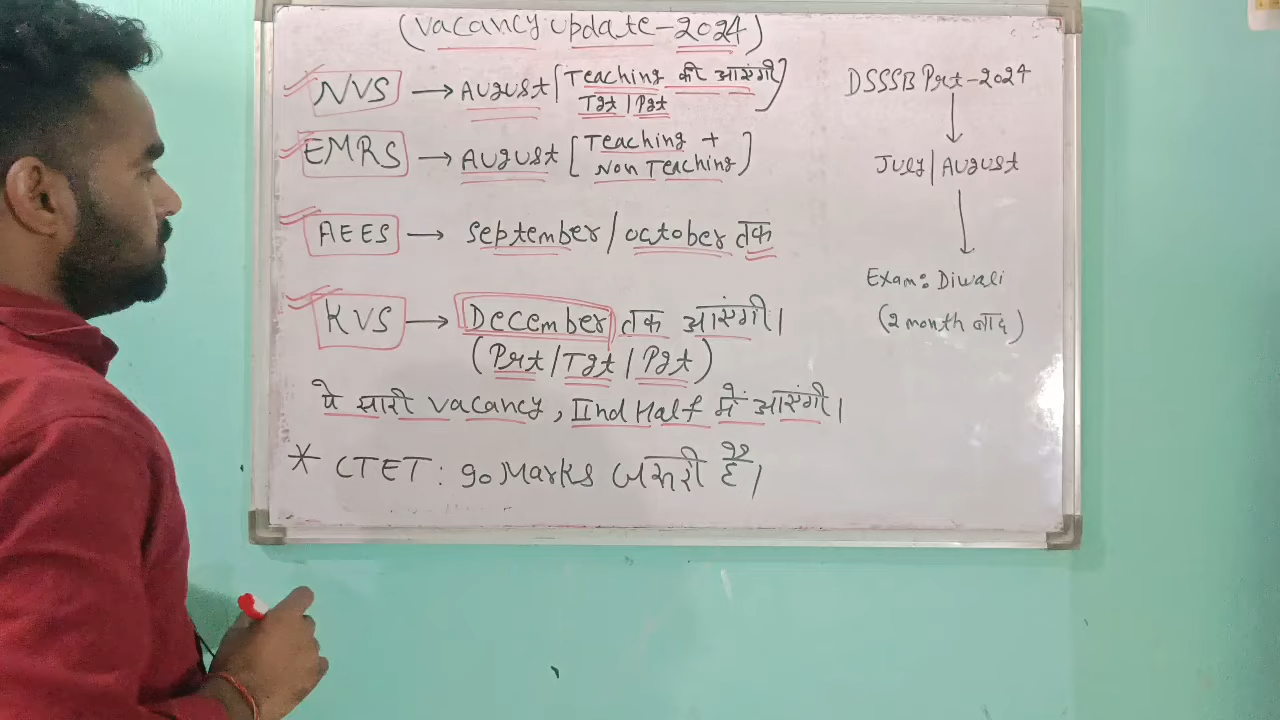 (Vacancy update-2024)
NVS → August [Teaching की आएंगी
Tgt | Pgt]
EMRS → August [Teaching +
Non Teaching]
AEES → September / October तक
KVS → December तक आएंगी।
(Prt / Tgt / Pgt)
ये सारी Vacancy, IInd Half में आएंगी।
* CTET: 90 Marks जरूरी है।
DSSSB Prt-2024
↓
July | August
↓
Exam: Diwali
(2 month बाद)